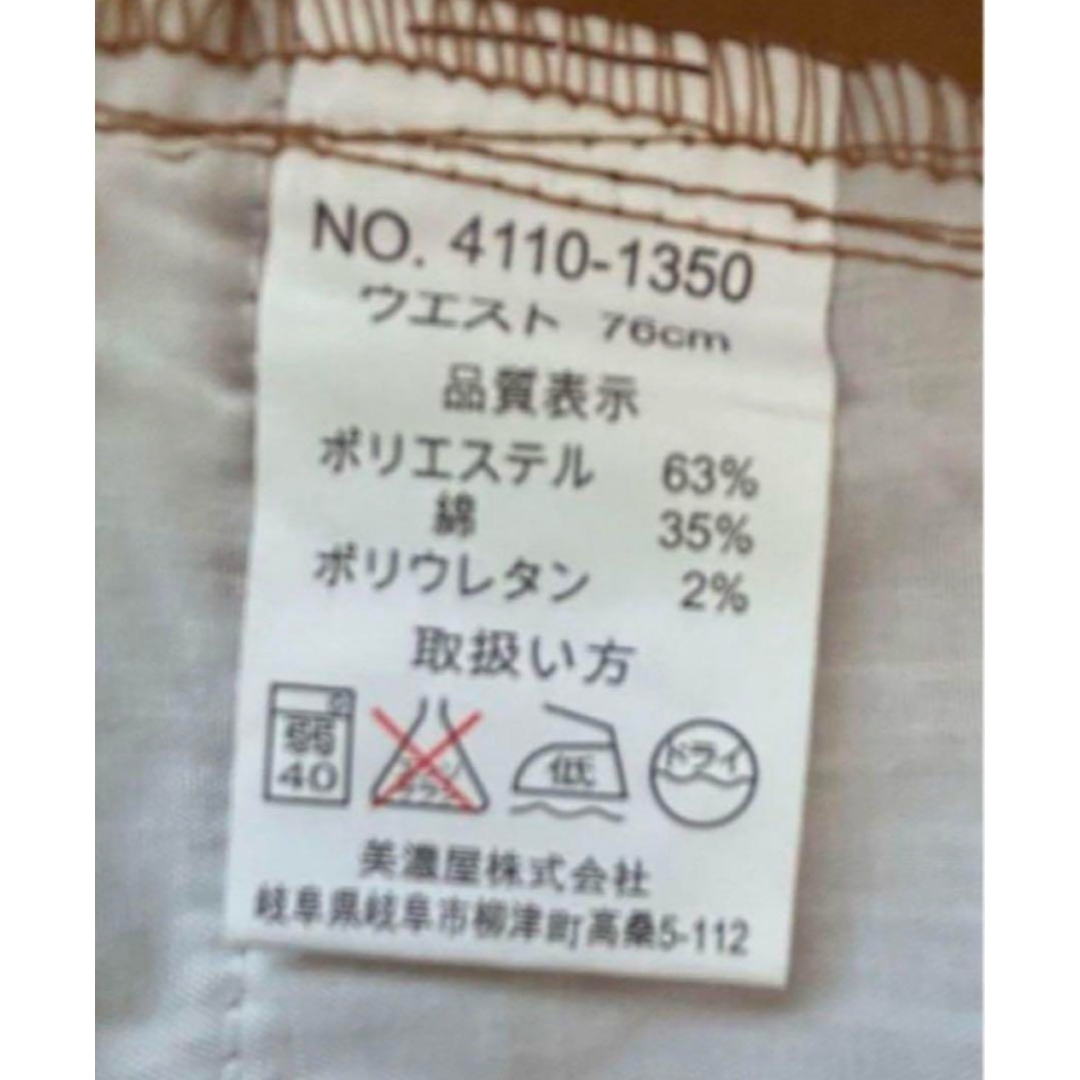 NO. 4110-1350
ウエスト 76cm
品質表示
ポリエステル 63%
綿 35%
ポリウレタン 2%
取扱い方
弱 40 低 ドライ
美濃屋株式会社
岐阜県岐阜市柳津町高桑5-112